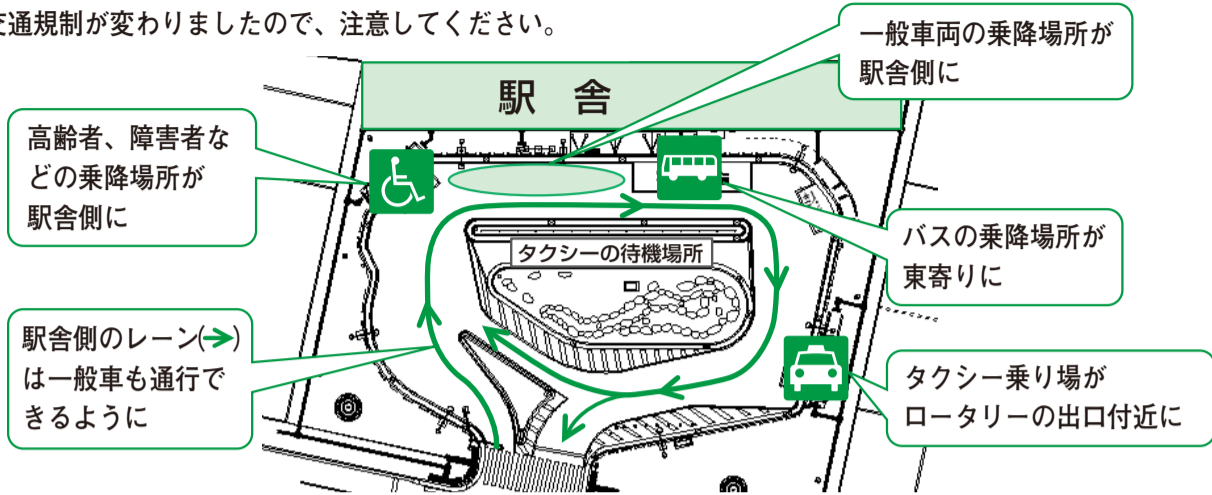 交通規制が変わりましたので、注意してください。
一般車両の乗降場所が
駅舎側に
駅舎
高齢者、障害者な
どの乗降場所が
駅舎側に
タクシーの待機場所
バスの乗降場所が
東寄りに
駅舎側のレーン(→)
は一般車も通行で
きるように
タクシー乗り場が
ロータリーの出口付近に